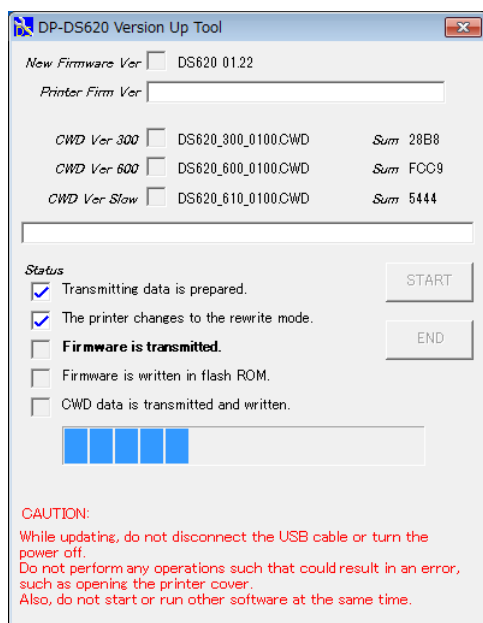 DP-DS620 Version Up Tool
New Firmware Ver DS620 01.22
Printer Firm Ver
CWD Ver 300 DS620_300_0100.CWD Sum 28B8
CWD Ver 600 DS620_600_0100.CWD Sum FCC9
CWD Ver Slow DS620_610_0100.CWD Sum 5444
Status
Transmitting data is prepared.
START
The printer changes to the rewrite mode.
END
Firmware is transmitted.
Firmware is written in flash ROM.
CWD data is transmitted and written.
CAUTION:
While updating, do not disconnect the USB cable or turn the
power off.
Do not perform any operations such that could result in an error,
such as opening the printer cover.
Also, do not start or run other software at the same time.